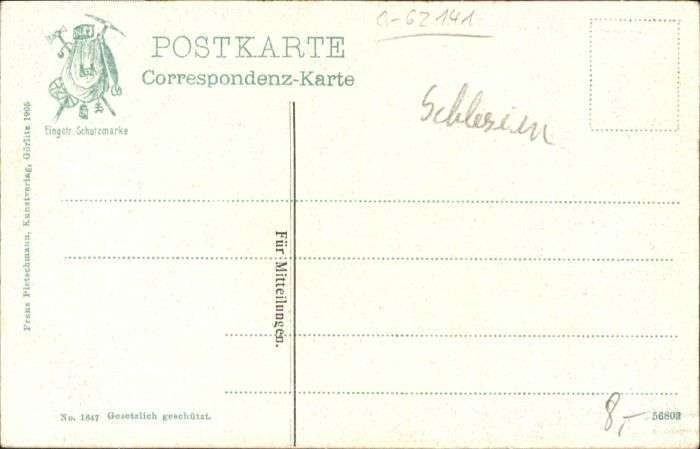 O-62141
POSTKARTE
Correspondenz-Karte
Schlesien
Eingetr. Schutzmarke
Franz Pietschmann, Kunstverlag, Görlitz 1905
Für Mitteilungen.
No. 1847 Gesetzlich geschützt.
8,-
56802